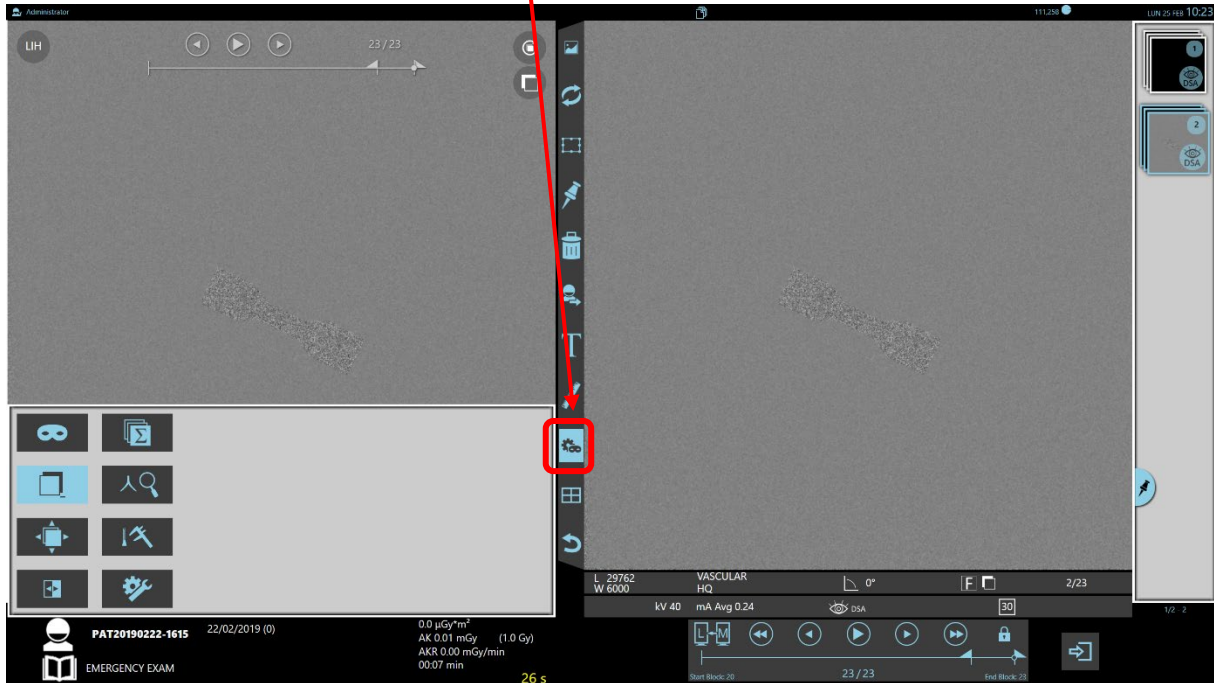 Administrator
111,258
LUN 25 FEB 10:23
LIH
23/23
1
DSA
2
DSA
Σ
T
L 29762
W 6000
VASCULAR
HQ
0°
F
2/23
kV 40
mA Avg 0.24
DSA
30
1/2 - 2
PAT20190222-1615
22/02/2019 (0)
EMERGENCY EXAM
0.0 µGy*m²
AK 0.01 mGy (1.0 Gy)
AKR 0.00 mGy/min
00:07 min
26 s
L-M
Start Block: 20
23/23
End Block: 23